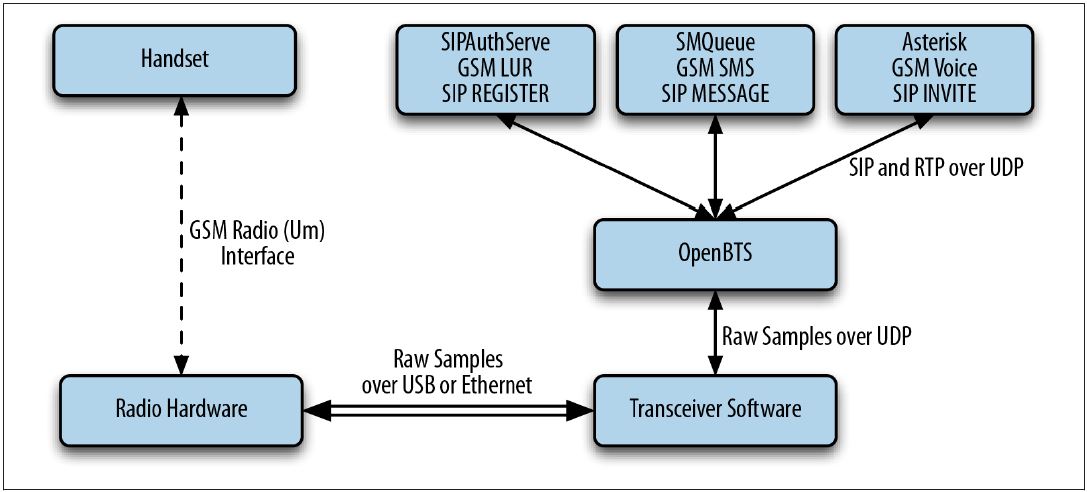 Handset
SIPAuthServe
GSM LUR
SIP REGISTER
SMQueue
GSM SMS
SIP MESSAGE
Asterisk
GSM Voice
SIP INVITE
SIP and RTP over UDP
GSM Radio (Um)
Interface
OpenBTS
Raw Samples over UDP
Raw Samples
over USB or Ethernet
Radio Hardware
Transceiver Software